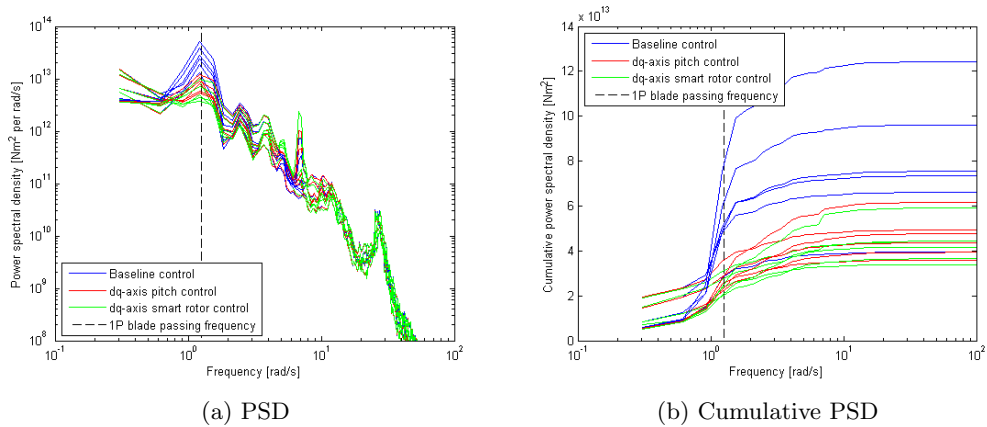 10^14
10^13
10^12
10^11
10^10
10^9
10^8
Power spectral density [Nm² per rad/s]
Baseline control
dq-axis pitch control
dq-axis smart rotor control
1P blade passing frequency
10^-1
10^0
10^1
10^2
Frequency [rad/s]
(a) PSD
x 10^13
14
12
10
8
6
4
2
0
Cumulative power spectral density [Nm²]
Baseline control
dq-axis pitch control
dq-axis smart rotor control
1P blade passing frequency
10^-1
10^0
10^1
10^2
Frequency [rad/s]
(b) Cumulative PSD